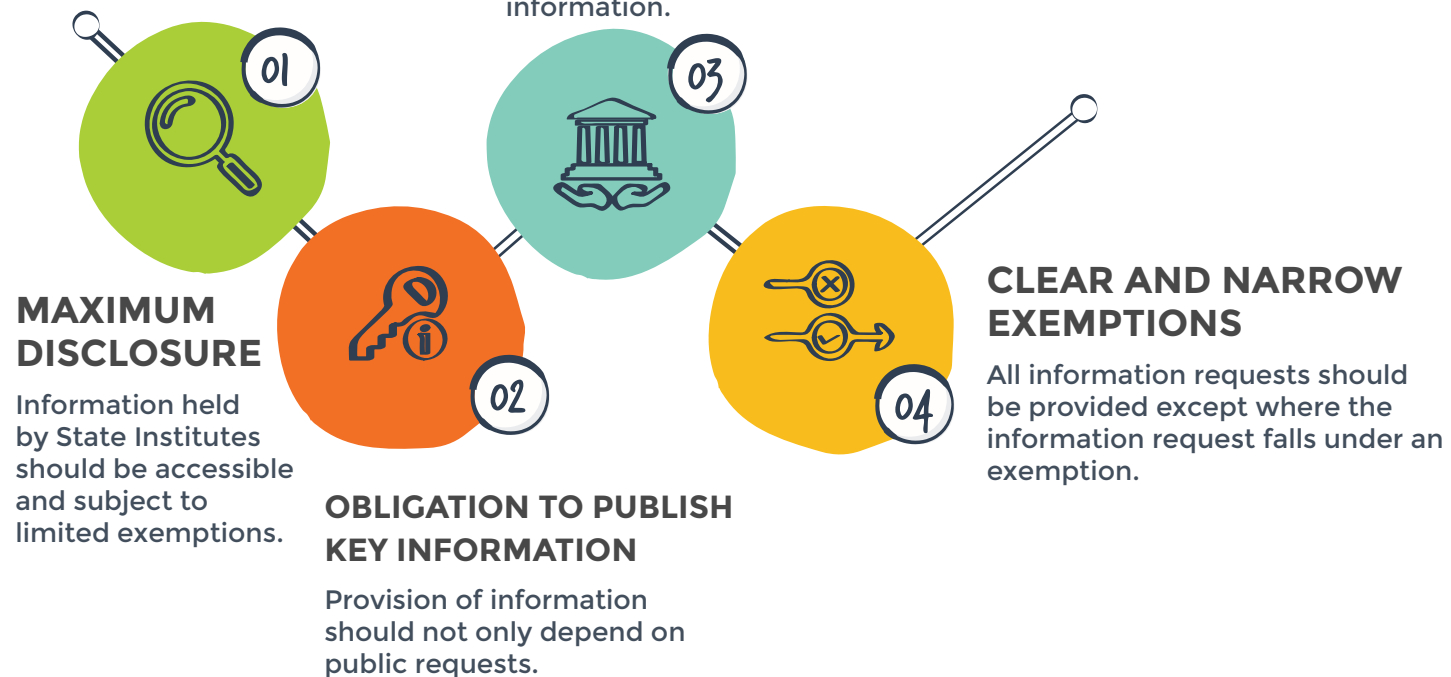 information.
01
MAXIMUM
DISCLOSURE
Information held
by State Institutes
should be accessible
and subject to
limited exemptions.
02
OBLIGATION TO PUBLISH
KEY INFORMATION
Provision of information
should not only depend on
public requests.
03
04
CLEAR AND NARROW
EXEMPTIONS
All information requests should
be provided except where the
information request falls under an
exemption.